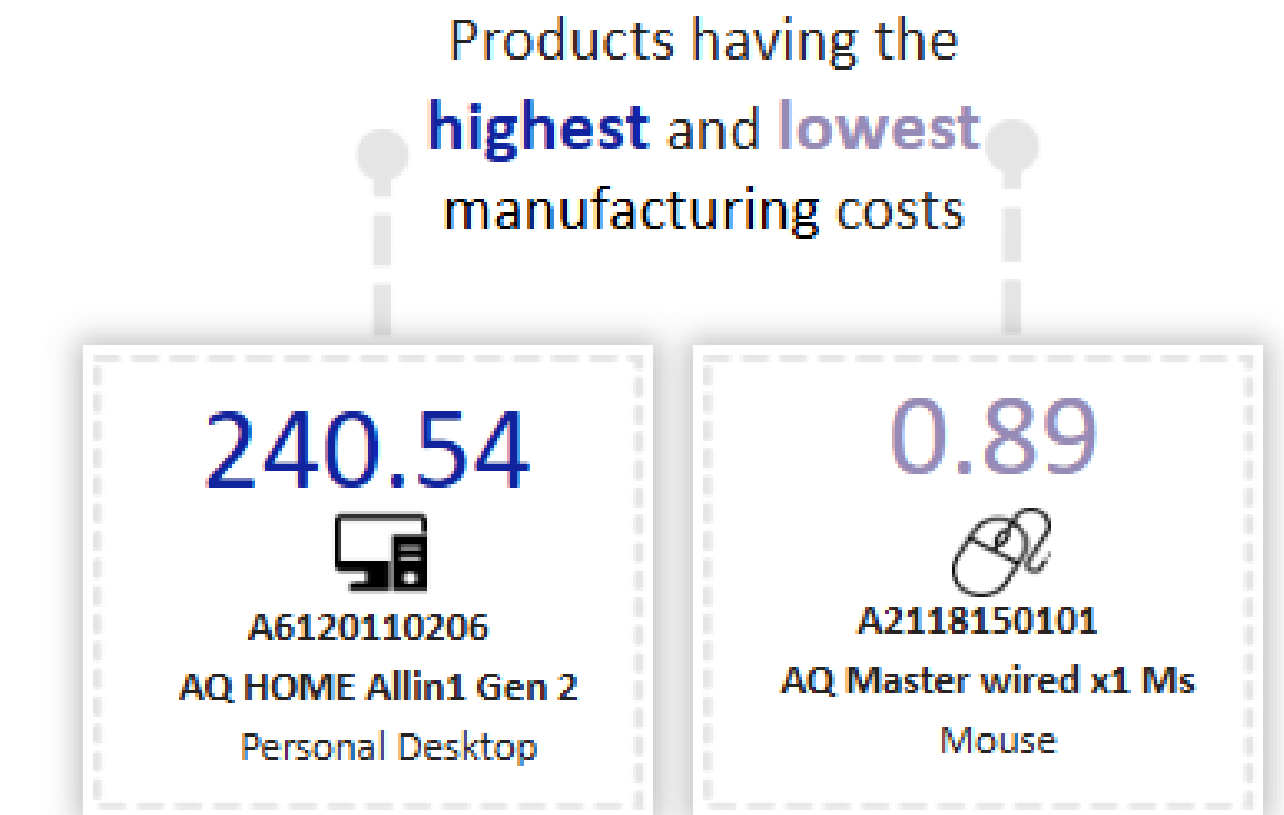 Products having the
highest and lowest
manufacturing costs
240.54
A6120110206
AQ HOME Allin1 Gen 2
Personal Desktop
0.89
A2118150101
AQ Master wired x1 Ms
Mouse